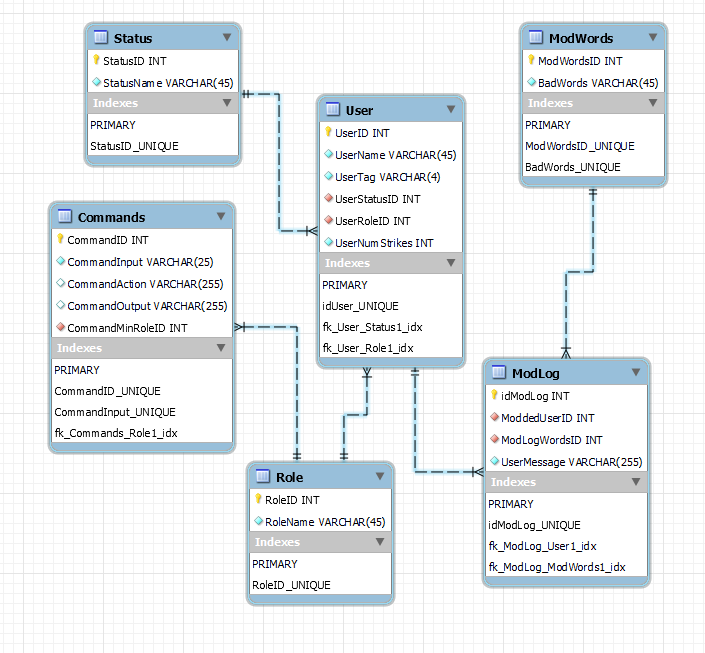 Status
StatusID INT
StatusName VARCHAR(45)
Indexes
PRIMARY
StatusID_UNIQUE
ModWords
ModWordsID INT
BadWords VARCHAR(45)
Indexes
PRIMARY
ModWordsID_UNIQUE
BadWords_UNIQUE
User
UserID INT
UserName VARCHAR(45)
UserTag VARCHAR(4)
UserStatusID INT
UserRoleID INT
UserNumStrikes INT
Indexes
PRIMARY
idUser_UNIQUE
fk_User_Status1_idx
fk_User_Role1_idx
Commands
CommandID INT
CommandInput VARCHAR(25)
CommandAction VARCHAR(255)
CommandOutput VARCHAR(255)
CommandMinRoleID INT
Indexes
PRIMARY
CommandID_UNIQUE
CommandInput_UNIQUE
fk_Commands_Role1_idx
ModLog
idModLog INT
ModdedUserID INT
ModLogWordsID INT
UserMessage VARCHAR(255)
Indexes
PRIMARY
idModLog_UNIQUE
fk_ModLog_User1_idx
fk_ModLog_ModWords1_idx
Role
RoleID INT
RoleName VARCHAR(45)
Indexes
PRIMARY
RoleID_UNIQUE